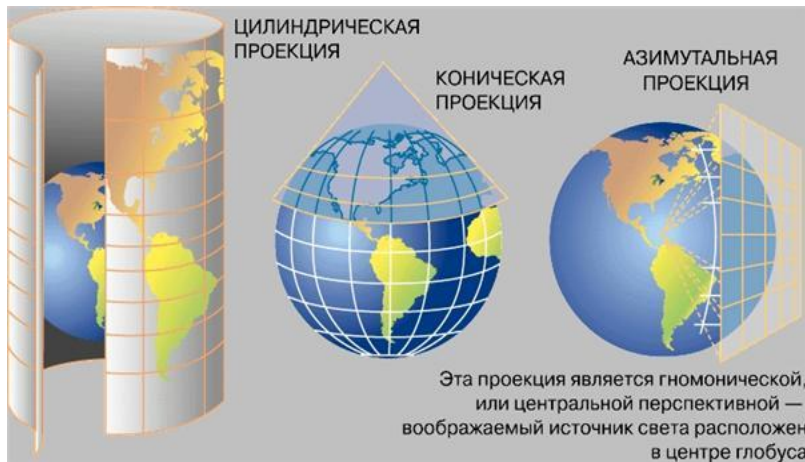 ЦИЛИНДРИЧЕСКАЯ
ПРОЕКЦИЯ
КОНИЧЕСКАЯ
ПРОЕКЦИЯ
АЗИМУТАЛЬНАЯ
ПРОЕКЦИЯ
Эта проекция является гномонической,
или центральной перспективной —
воображаемый источник света расположен
в центре глобуса